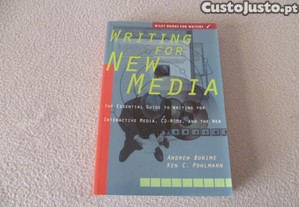 CustoJusto.pt
WILEY BOOKS FOR WRITERS
WRITING
FOR
NEW
MEDIA
THE ESSENTIAL GUIDE TO WRITING FOR
INTERACTIVE MEDIA, CD-ROMs, AND THE WEB
ANDREW BONIME
KEN C. POHLMANN